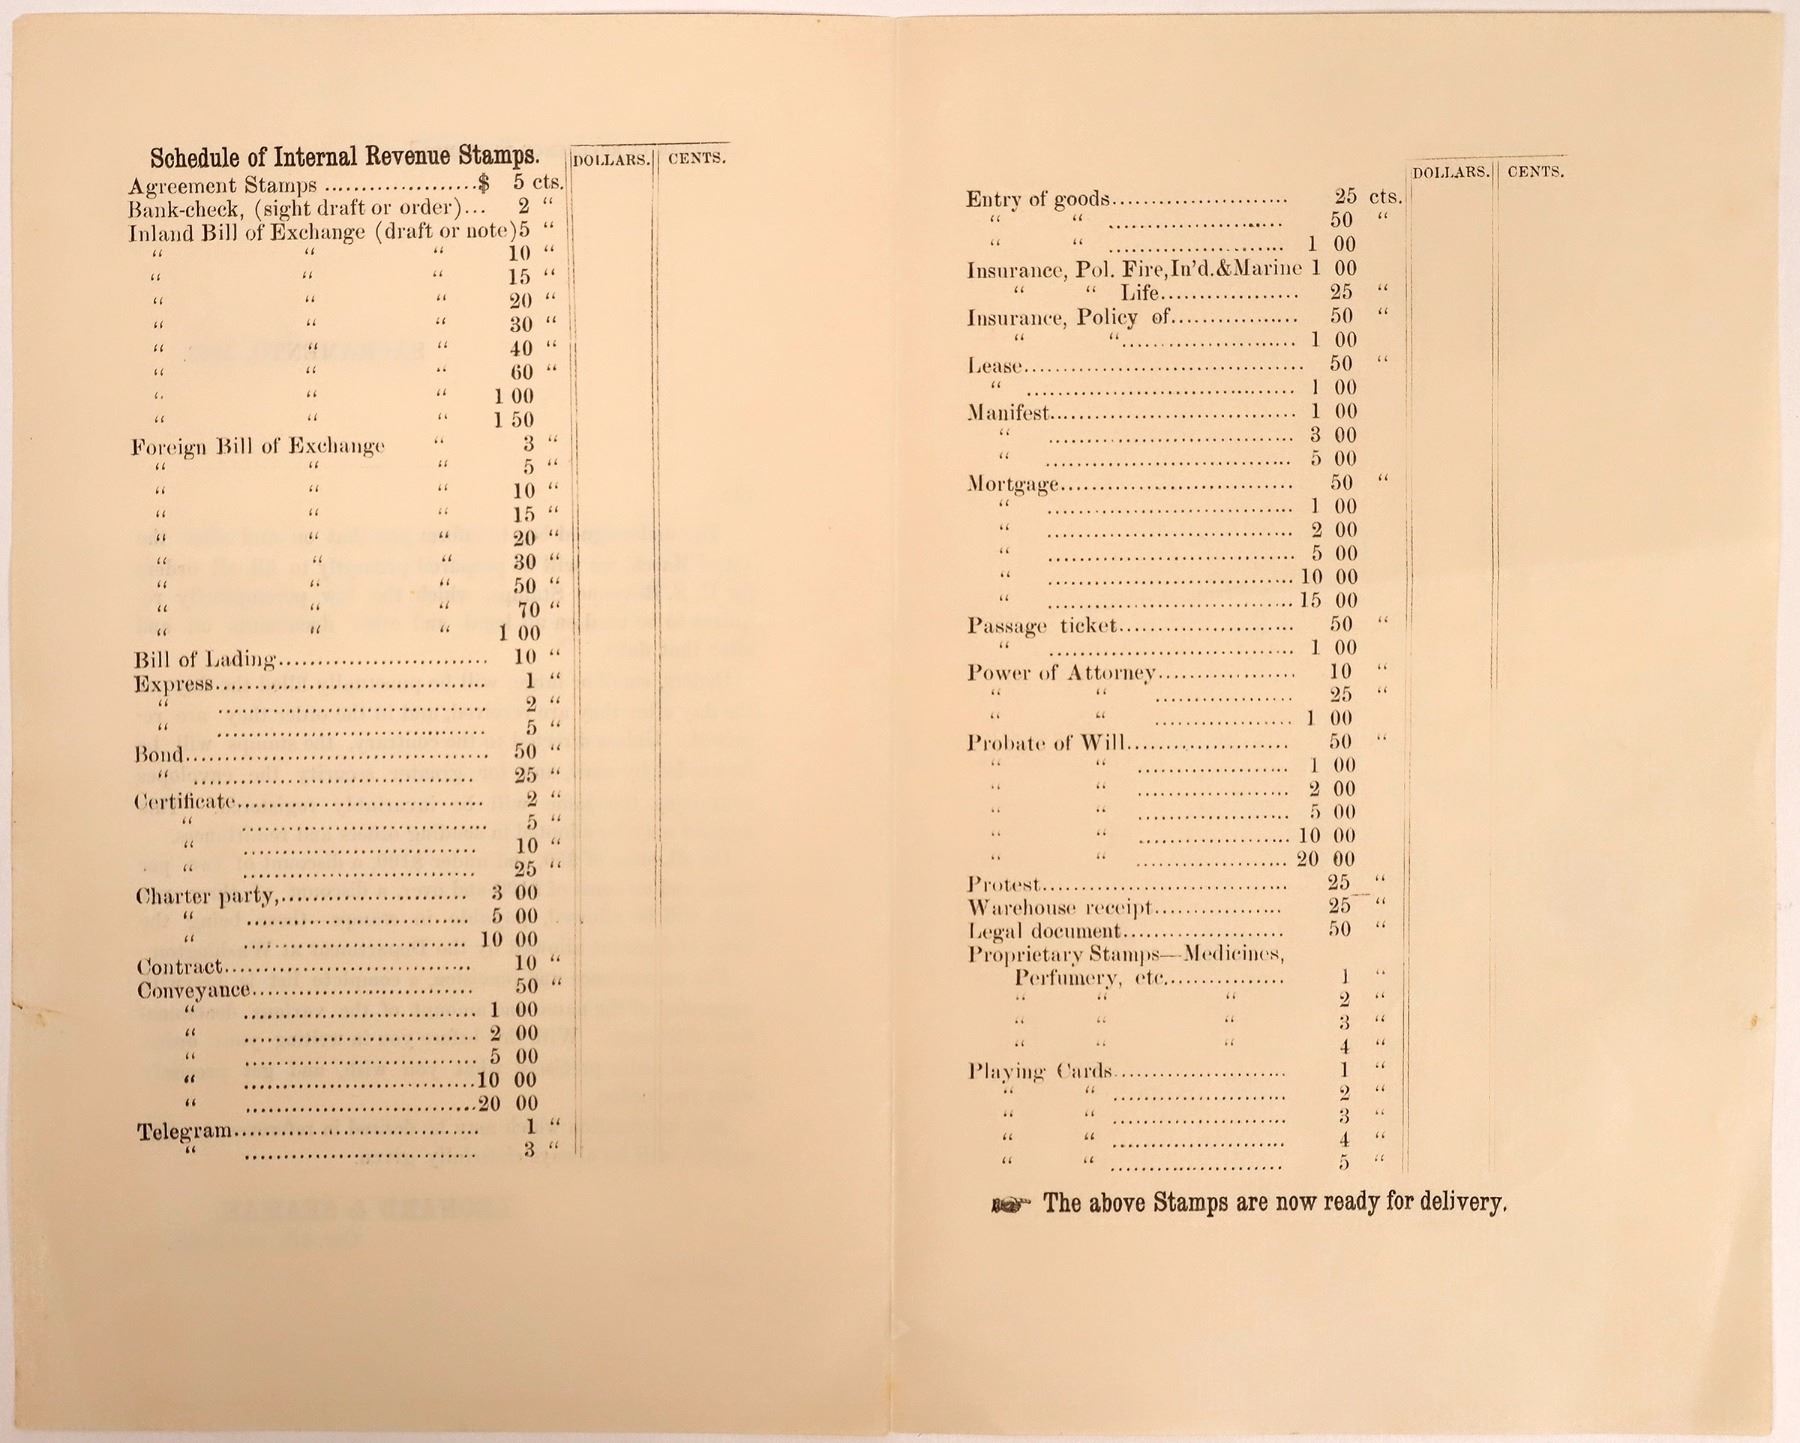 Schedule of Internal Revenue Stamps. DOLLARS. CENTS.
Agreement Stamps .....................$ 5 cts.
Bank-check, (sight draft or order)... 2 “
Inland Bill of Exchange (draft or note) 5 “
“ “ “ 10 “
“ “ “ 15 “
“ “ “ 20 “
“ “ “ 30 “
“ “ “ 40 “
“ “ “ 60 “
“ “ “ 1 00
“ “ “ 1 50
Foreign Bill of Exchange “ 3 “
“ “ “ 5 “
“ “ “ 10 “
“ “ “ 15 “
“ “ “ 20 “
“ “ “ 30 “
“ “ “ 50 “
“ “ “ 70 “
“ “ “ 1 00
Bill of Lading............................ 10 “
Express.................................... 1 “
“ .................................... 2 “
“ .................................... 5 “
Bond........................................ 50 “
“ ...................................... 25 “
Certificate................................. 2 “
“ ................................. 5 “
“ ............................... 10 “
“ ............................... 25 “
Charter party,......................... 3 00
“ .............................. 5 00
“ .............................. 10 00
Contract................................. 10 “
Conveyance............................. 50 “
“ ............................... 1 00
“ ............................... 2 00
“ ............................... 5 00
“ ...............................10 00
“ ...............................20 00
Telegram................................. 1 “
“ ............................... 3 “
DOLLARS. CENTS.
Entry of goods....................... 25 cts.
“ “ ....................... 50 “
“ “ ....................... 1 00
Insurance, Pol. Fire, In’d. & Marine 1 00
“ “ Life.................. 25 “
Insurance, Policy of................. 50 “
“ “....................... 1 00
Lease..................................... 50 “
“ ................................... 1 00
Manifest................................. 1 00
“ ................................. 3 00
“ ................................. 5 00
Mortgage............................... 50 “
“ ................................. 1 00
“ ................................. 2 00
“ ................................. 5 00
“ .................................10 00
“ .................................15 00
Passage ticket....................... 50 “
“ ................................. 1 00
Power of Attorney.................. 10 “
“ “ .................. 25 “
“ “ .................. 1 00
Probate of Will..................... 50 “
“ “ .................... 1 00
“ “ .................... 2 00
“ “ .................... 5 00
“ “ .................... 10 00
“ “ .................... 20 00
Protest................................. 25 “
Warehouse receipt................. 25 “
Legal document..................... 50 “
Proprietary Stamps—Medicines,
Perfumery, etc............... 1 “
“ “ “ 2 “
“ “ “ 3 “
“ “ “ 4 “
Playing Cards....................... 1 “
“ “ ....................... 2 “
“ “ ....................... 3 “
“ “ ....................... 4 “
“ “ ....................... 5 “
☞ The above Stamps are now ready for delivery.